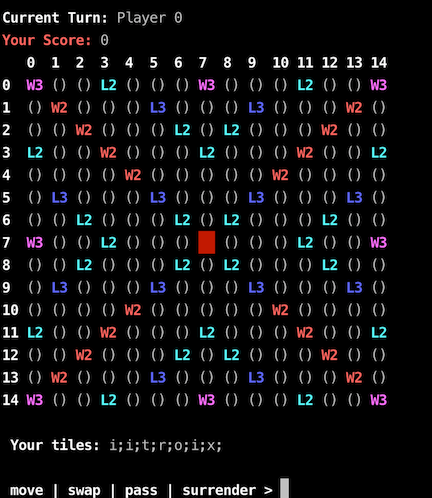 Current Turn: Player 0
Your Score: 0
0 1 2 3 4 5 6 7 8 9 10 11 12 13 14
0 W3 () () L2 () () () W3 () () () L2 () () W3
1 () W2 () () () L3 () () () L3 () () () W2 ()
2 () () W2 () () () L2 () L2 () () () W2 () ()
3 L2 () () W2 () () () L2 () () () W2 () () L2
4 () () () () W2 () () () () () W2 () () () ()
5 () L3 () () () L3 () () () L3 () () () L3 ()
6 () () L2 () () () L2 () L2 () () () L2 () ()
7 W3 () () L2 () () () () () () L2 () () W3
8 () () L2 () () () L2 () L2 () () () L2 () ()
9 () L3 () () () L3 () () () L3 () () () L3 ()
10 () () () () W2 () () () () () W2 () () () ()
11 L2 () () W2 () () () L2 () () () W2 () () L2
12 () () W2 () () () L2 () L2 () () () W2 () ()
13 () W2 () () () L3 () () () L3 () () () W2 ()
14 W3 () () L2 () () () W3 () () () L2 () () W3
Your tiles: i;i;t;r;o;i;x;
move | swap | pass | surrender >